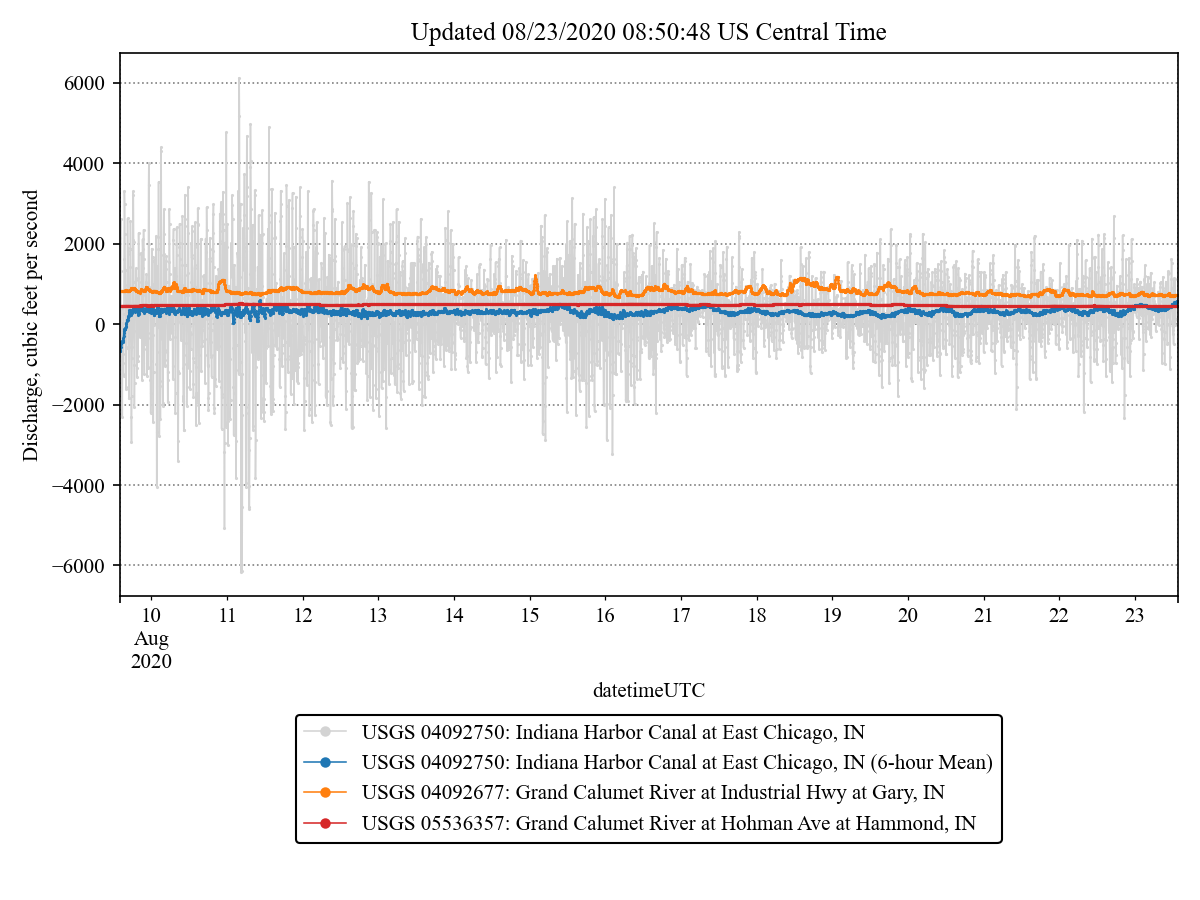 Updated 08/23/2020 08:50:48 US Central Time
Discharge, cubic feet per second
6000
4000
2000
0
−2000
−4000
−6000
10 11 12 13 14 15 16 17 18 19 20 21 22 23
Aug
2020
datetimeUTC
USGS 04092750: Indiana Harbor Canal at East Chicago, IN
USGS 04092750: Indiana Harbor Canal at East Chicago, IN (6-hour Mean)
USGS 04092677: Grand Calumet River at Industrial Hwy at Gary, IN
USGS 05536357: Grand Calumet River at Hohman Ave at Hammond, IN